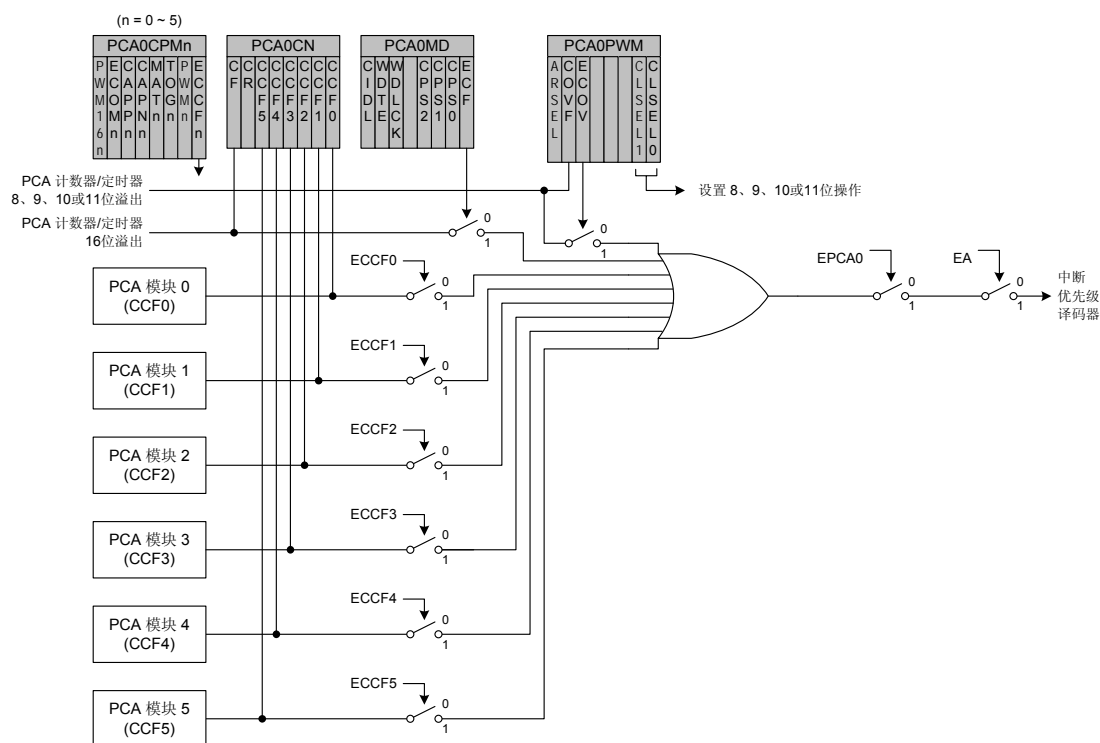 (n = 0 ~ 5)
PCA0CPMn
PWM16n
ECOMn
CAPPn
CAPNn
MATn
TOGn
PWMn
ECCFn
PCA0CN
CF
CR
CCF5
CCF4
CCF3
CCF2
CCF1
CCF0
PCA0MD
CIDL
WDTE
WDLCK
CPS2
CPS1
CPS0
ECF
PCA0PWM
ARSEL
COVF
ECOV
CLSEL1
CLSEL0
PCA 计数器/定时器
8、9、10或11位溢出
设置 8、9、10或11位操作
PCA 计数器/定时器
16位溢出
0
1
0
1
PCA 模块 0
(CCF0)
ECCF0
0
1
EPCA0
0
1
EA
0
1
中断
优先级
译码器
PCA 模块 1
(CCF1)
ECCF1
0
1
PCA 模块 2
(CCF2)
ECCF2
0
1
PCA 模块 3
(CCF3)
ECCF3
0
1
PCA 模块 4
(CCF4)
ECCF4
0
1
PCA 模块 5
(CCF5)
ECCF5
0
1